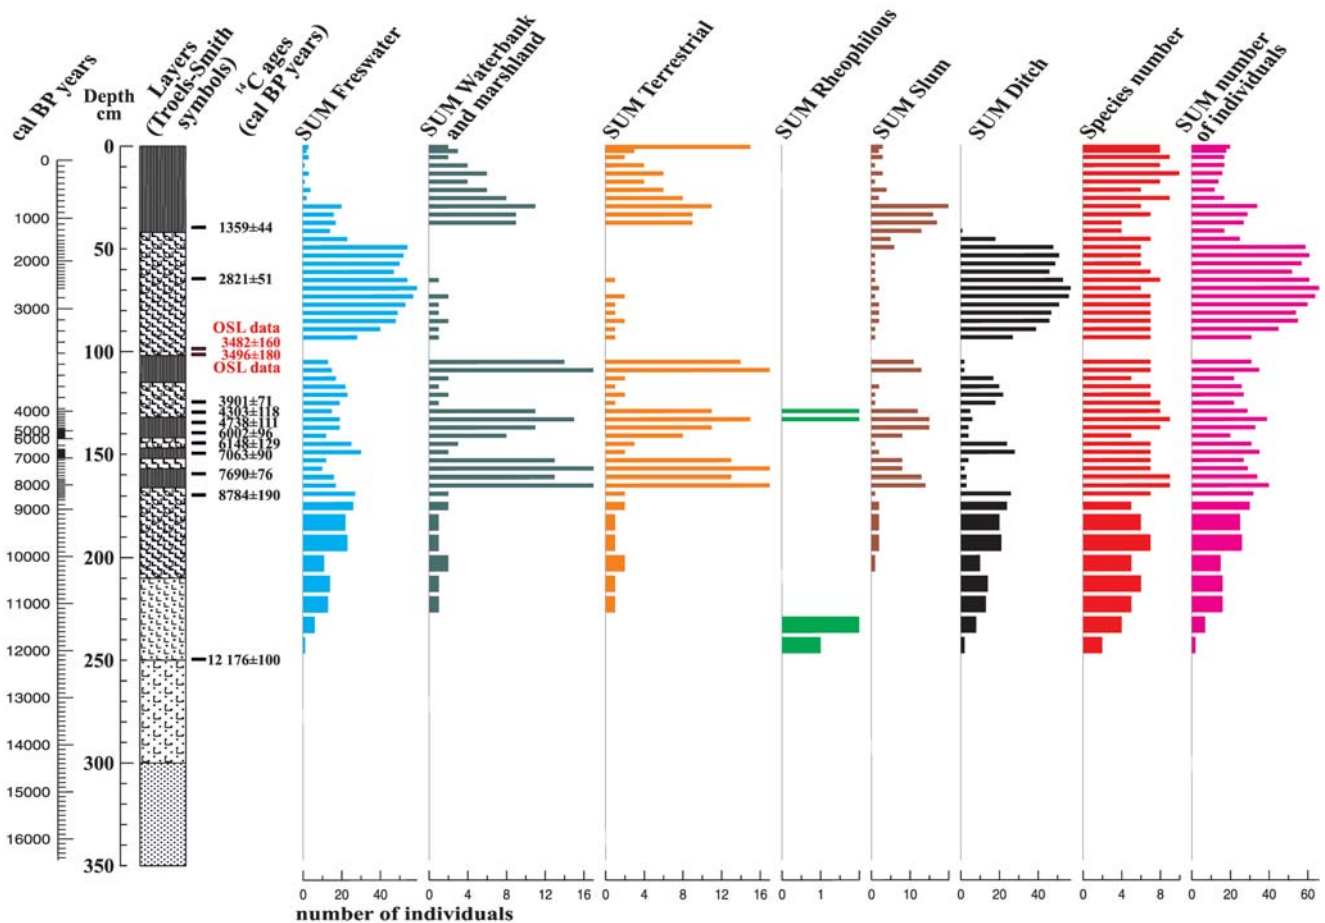 cal BP years
Depth
cm
Layers
(Troels-Smith
symbols)
¹⁴C ages
(cal BP years)
SUM Freswater
SUM Waterbank
and marshland
SUM Terrestrial
SUM Rheophilous
SUM Slum
SUM Ditch
Species number
SUM number
of individuals
0
1000
2000
3000
4000
5000
6000
7000
8000
9000
10000
11000
12000
13000
14000
15000
16000
0
50
100
150
200
250
300
350
1359±44
2821±51
OSL data
3482±160
3496±180
OSL data
3901±71
4303±118
4738±111
6002±96
6148±129
7063±90
7690±76
8784±190
12 176±100
0 20 40
0 4 8 12 16
0 4 8 12 16
0 1
0 10
0 20 40
0 4 8
0 20 40 60
number of individuals